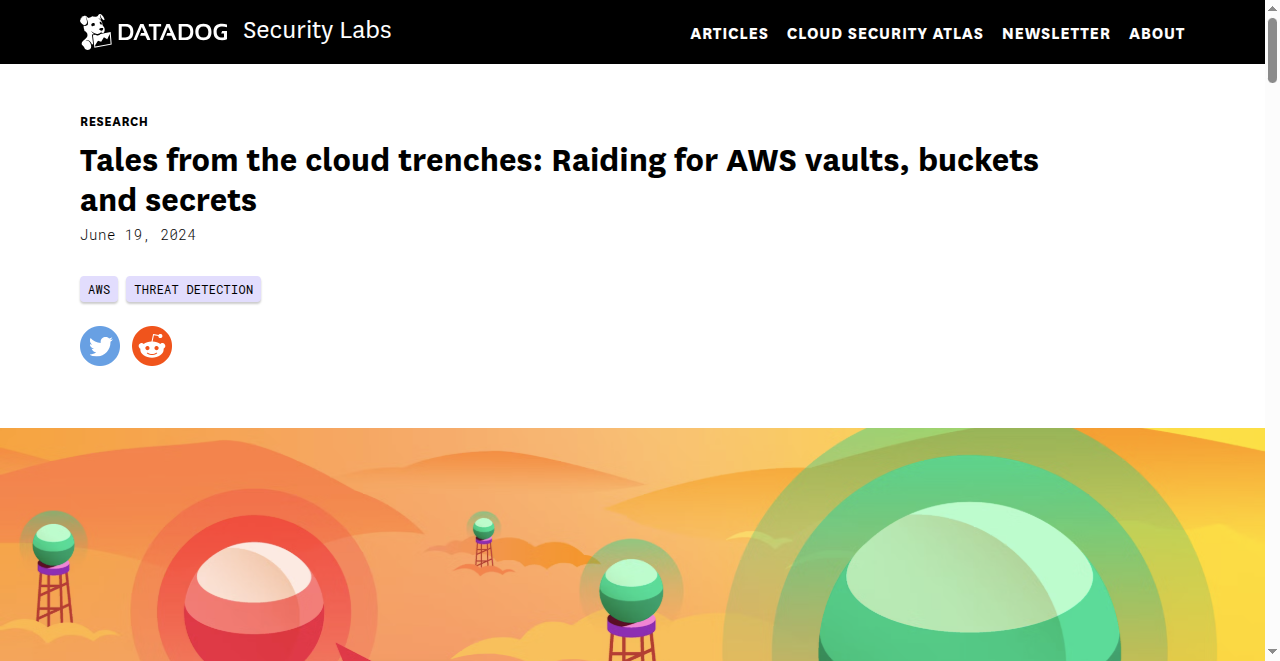 DATADOG Security Labs
ARTICLES CLOUD SECURITY ATLAS NEWSLETTER ABOUT
RESEARCH
Tales from the cloud trenches: Raiding for AWS vaults, buckets
and secrets
June 19, 2024
AWS THREAT DETECTION